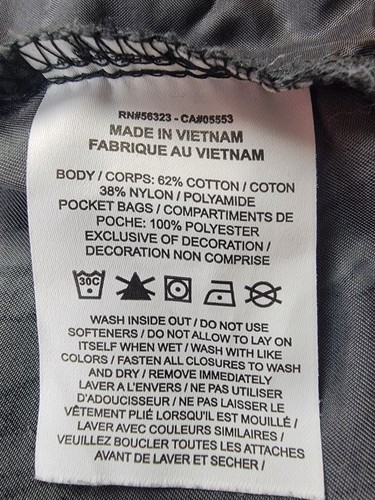 RN#56323 - CA#05553
MADE IN VIETNAM
FABRIQUE AU VIETNAM
BODY / CORPS: 62% COTTON / COTON
38% NYLON / POLYAMIDE
POCKET BAGS / COMPARTIMENTS DE
POCHE: 100% POLYESTER
EXCLUSIVE OF DECORATION /
DECORATION NON COMPRISE
30C
WASH INSIDE OUT / DO NOT USE
SOFTENERS / DO NOT ALLOW TO LAY ON
ITSELF WHEN WET / WASH WITH LIKE
COLORS / FASTEN ALL CLOSURES TO WASH
AND DRY / REMOVE IMMEDIATELY
LAVER A L'ENVERS / NE PAS UTILISER
D'ADOUCISSEUR / NE PAS LAISSER LE
VÊTEMENT PLIÉ LORSQU'IL EST MOUILLÉ /
LAVER AVEC COULEURS SIMILAIRES /
VEUILLEZ BOUCLER TOUTES LES ATTACHES
AVANT DE LAVER ET SECHER /